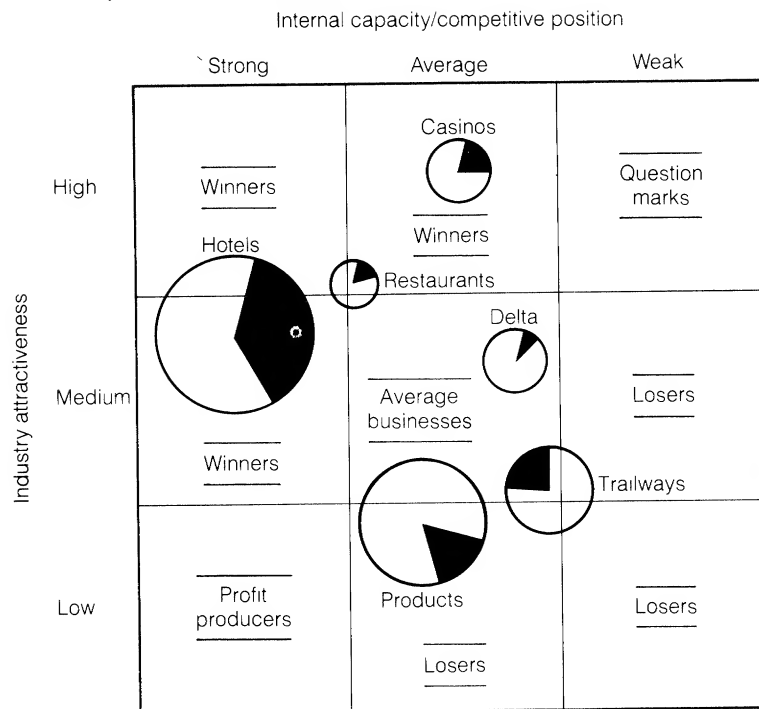 Internal capacity/competitive position
Strong Average Weak
Industry attractiveness
High
Winners
Casinos
Winners
Question
marks
Hotels
Restaurants
Medium
Delta
Average
businesses
Losers
Winners
Trailways
Low
Profit
producers
Products
Losers
Losers